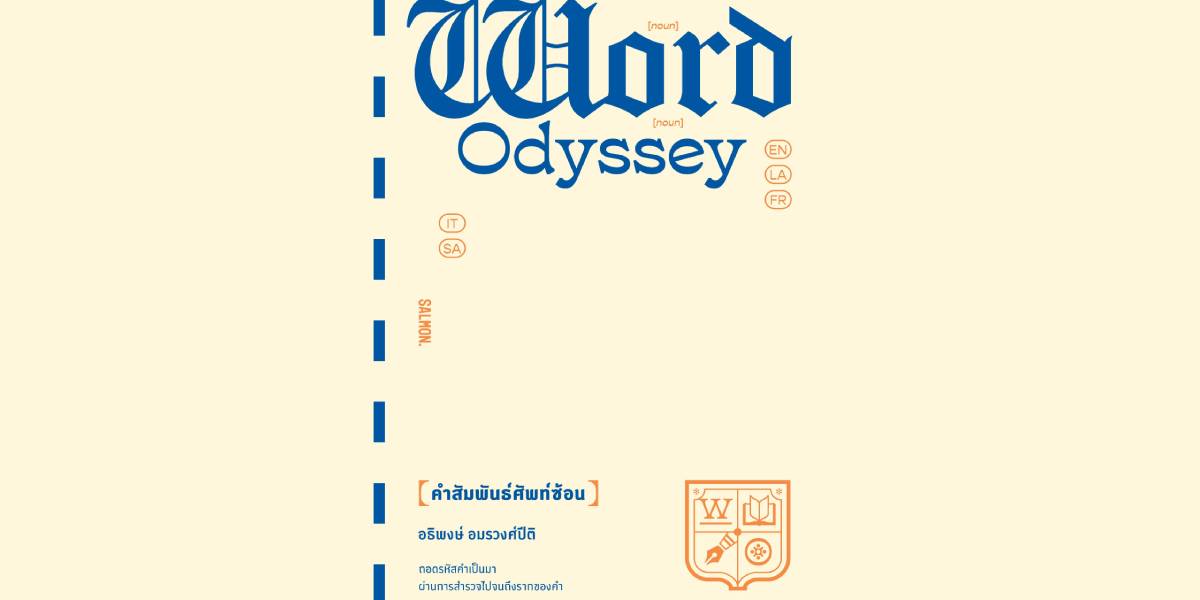 Word
[noun]
[noun]
Odyssey
EN
LA
FR
IT
SA
SALMON.
[คำสัมพันธ์ศัพท์ซ้อน]
อธิพงษ์ อมรวงศ์ปีติ
ถอดรหัสคำเป็นมา
ผ่านการสำรวจไปจนถึงรากของคำ
W